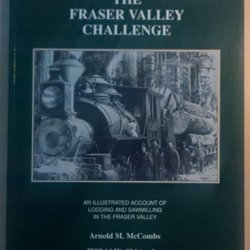 THE
FRASER VALLEY
CHALLENGE
AN ILLUSTRATED ACCOUNT OF
LOGGING AND SAWMILLING
IN THE FRASER VALLEY
Arnold M. McCombs